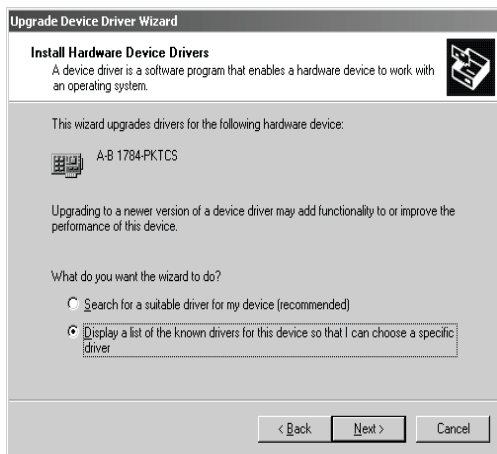 Upgrade Device Driver Wizard
Install Hardware Device Drivers
A device driver is a software program that enables a hardware device to work with
an operating system.
This wizard upgrades drivers for the following hardware device:
A-B 1784-PKTCS
Upgrading to a newer version of a device driver may add functionality to or improve the
performance of this device.
What do you want the wizard to do?
Search for a suitable driver for my device (recommended)
Display a list of the known drivers for this device so that I can choose a specific
driver
< Back
Next >
Cancel